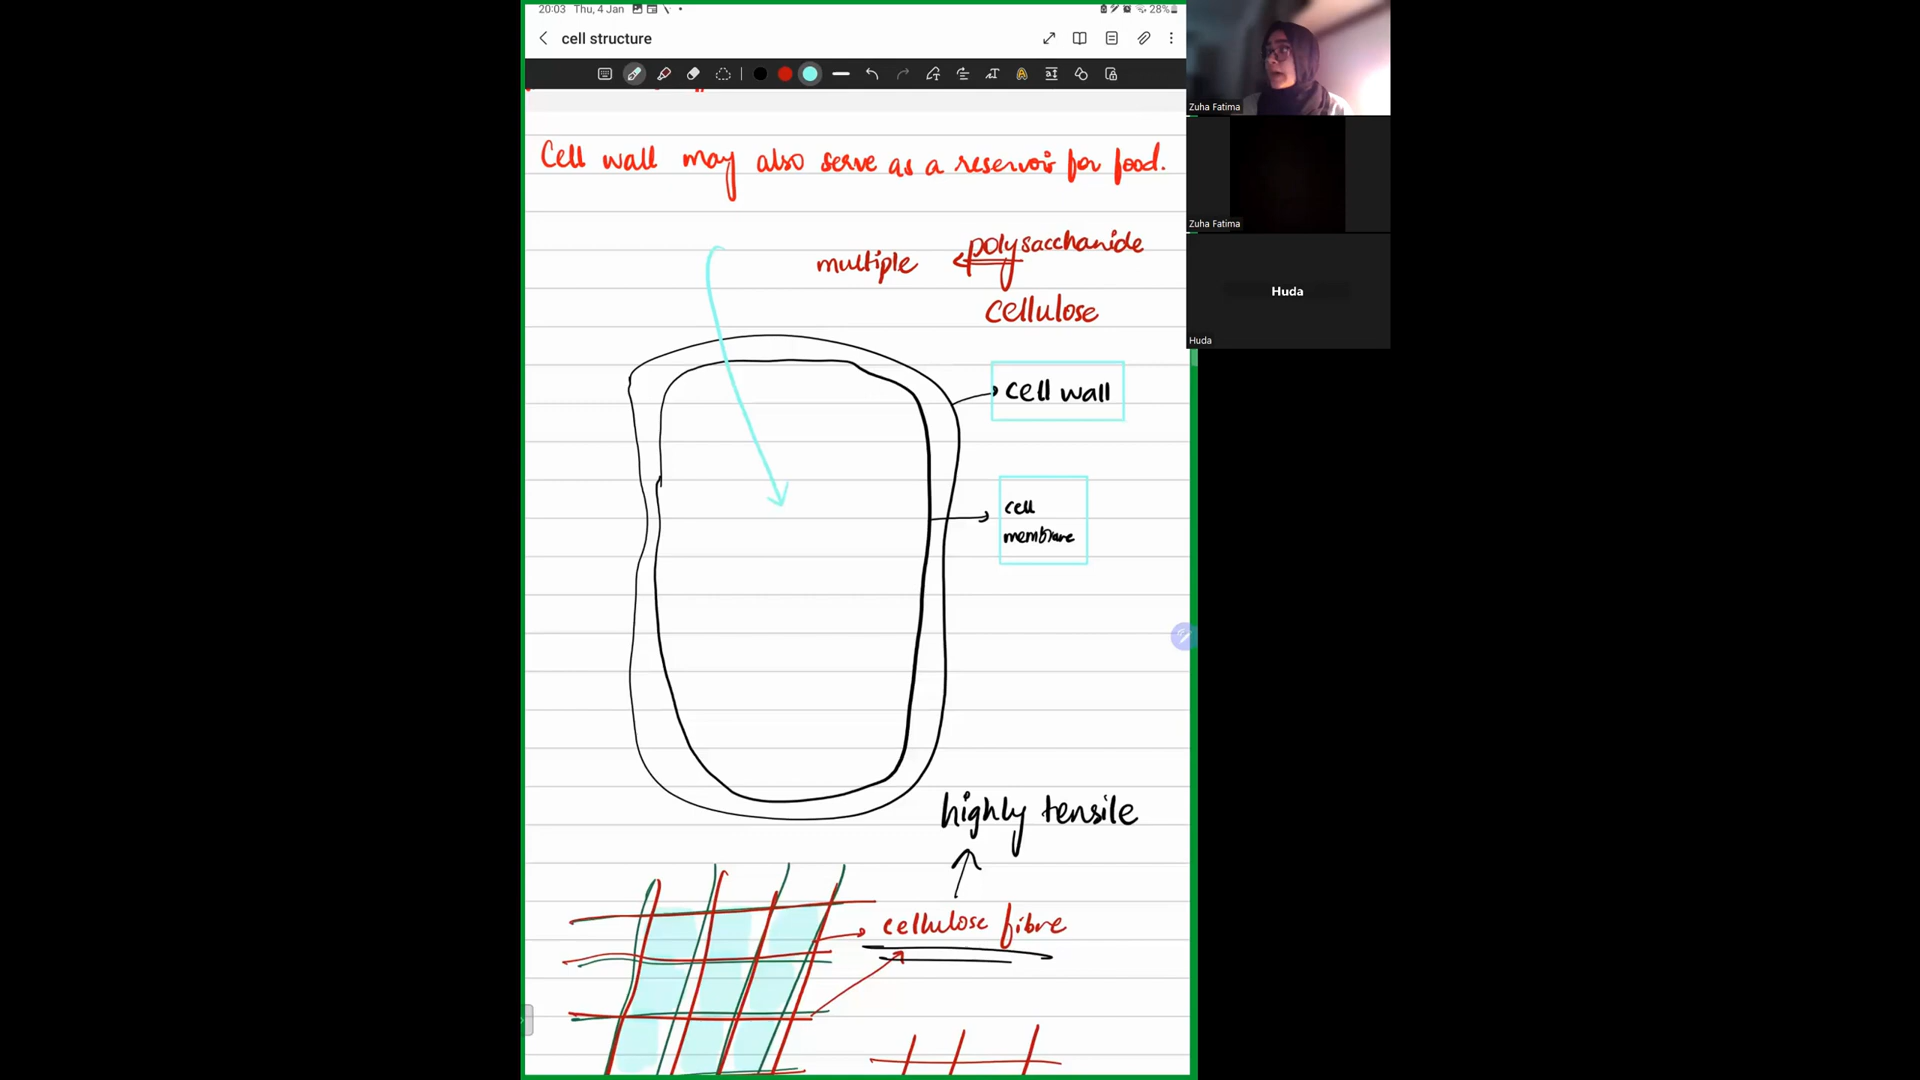 20:03 Thu, 4 Jan
28%
cell structure
Cell wall may also serve as a reservoir for food.
multiple
polysaccharide
cellulose
cell wall
cell
membrane
highly tensile
cellulose fibre
Zuha Fatima
Zuha Fatima
Huda
Huda